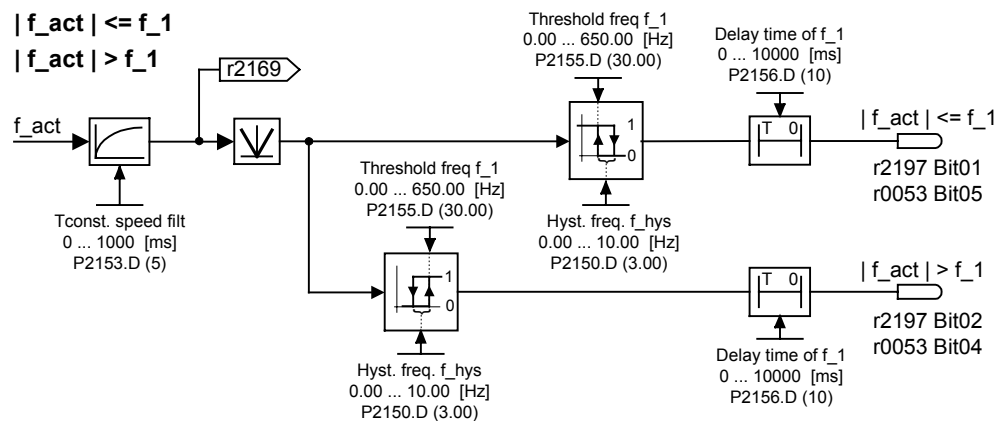 | f_act | <= f_1
| f_act | > f_1
r2169
f_act
Tconst. speed filt
0 ... 1000 [ms]
P2153.D (5)
Threshold freq f_1
0.00 ... 650.00 [Hz]
P2155.D (30.00)
1
0
Hyst. freq. f_hys
0.00 ... 10.00 [Hz]
P2150.D (3.00)
Delay time of f_1
0 ... 10000 [ms]
P2156.D (10)
T 0
| f_act | <= f_1
r2197 Bit01
r0053 Bit05
Threshold freq f_1
0.00 ... 650.00 [Hz]
P2155.D (30.00)
1
0
Hyst. freq. f_hys
0.00 ... 10.00 [Hz]
P2150.D (3.00)
T 0
Delay time of f_1
0 ... 10000 [ms]
P2156.D (10)
| f_act | > f_1
r2197 Bit02
r0053 Bit04